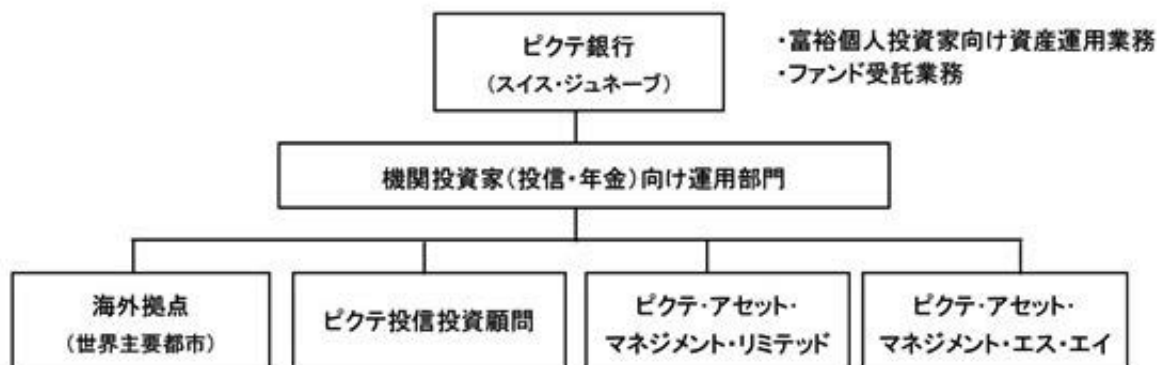 ピクテ銀行
(スイス・ジュネーブ)
・富裕個人投資家向け資産運用業務
・ファンド受託業務
機関投資家(投信・年金)向け運用部門
海外拠点
(世界主要都市)
ピクテ投信投資顧問
ピクテ・アセット・
マネジメント・リミテッド
ピクテ・アセット・
マネジメント・エス・エイ